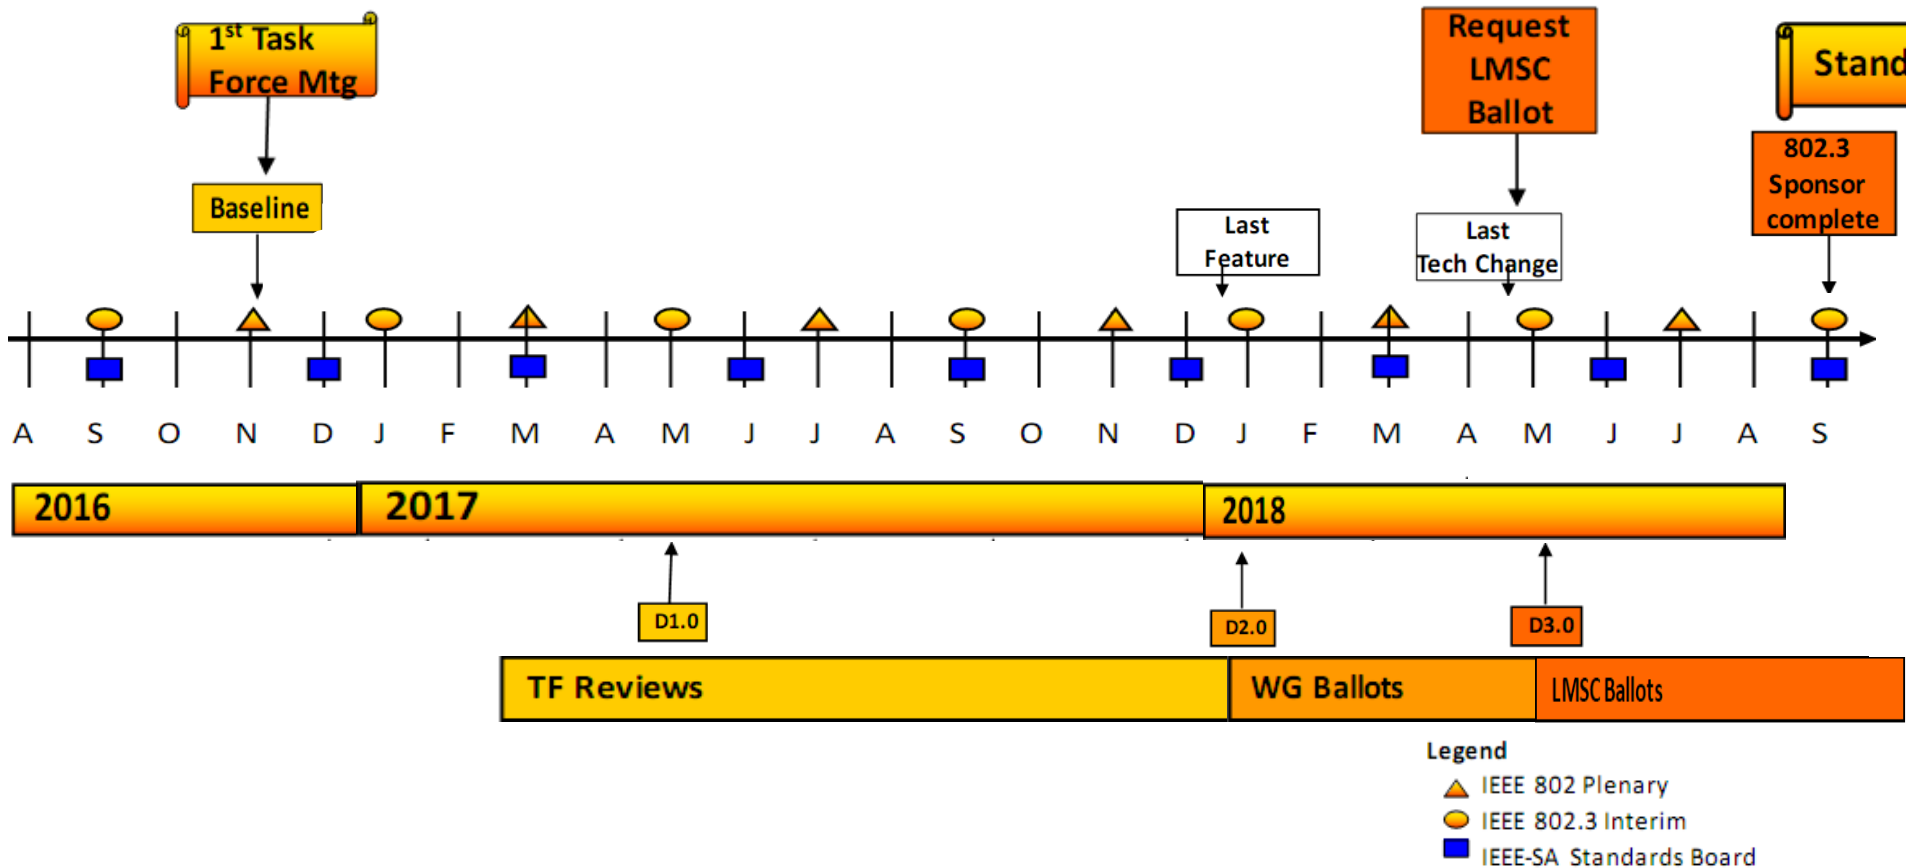 1st Task
Force Mtg
Request
LMSC
Ballot
Stand
802.3
Sponsor
complete
Baseline
Last
Feature
Last
Tech Change
A S O N D J F M A M J J A S O N D J F M A M J J A S
2016 2017 2018
D1.0 D2.0 D3.0
TF Reviews WG Ballots LMSC Ballots
Legend
IEEE 802 Plenary
IEEE 802.3 Interim
IEEE-SA Standards Board